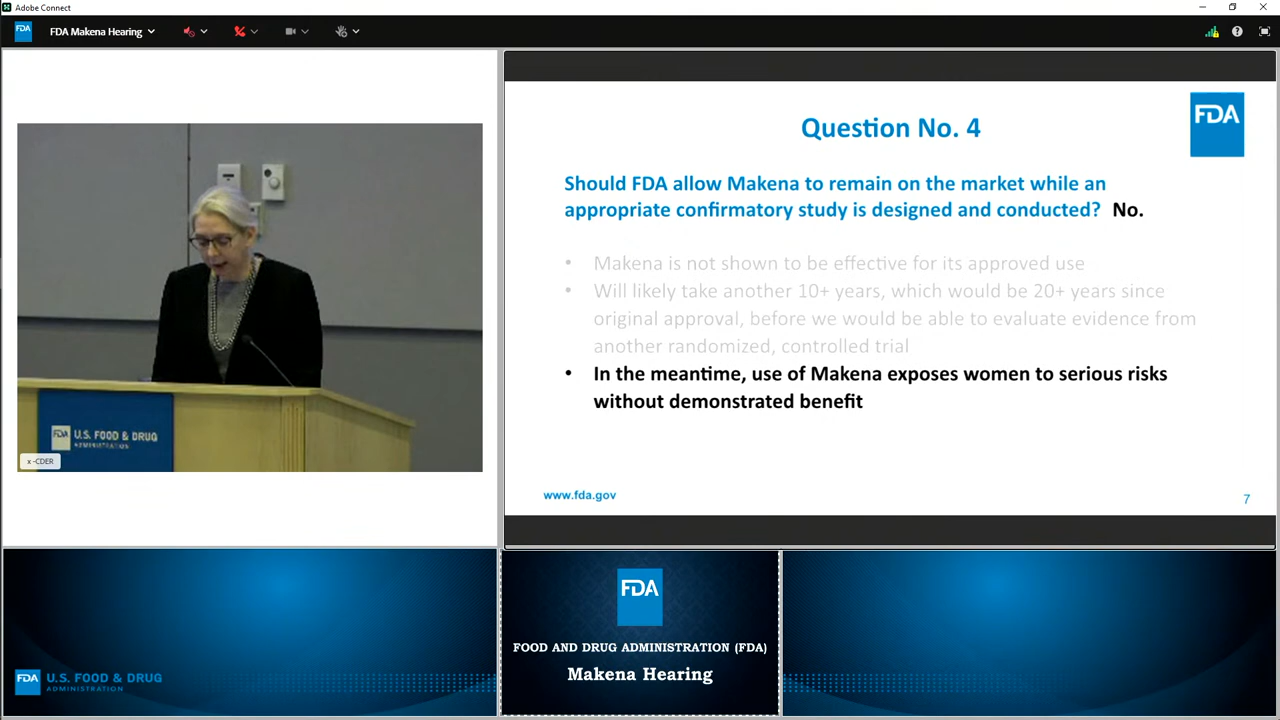 Adobe Connect
FDA
FDA Makena Hearing
FDA
Question No. 4
Should FDA allow Makena to remain on the market while an
appropriate confirmatory study is designed and conducted? No.
• Makena is not shown to be effective for its approved use
• Will likely take another 10+ years, which would be 20+ years since
original approval, before we would be able to evaluate evidence from
another randomized, controlled trial
• In the meantime, use of Makena exposes women to serious risks
without demonstrated benefit
www.fda.gov
7
FDA
U.S. FOOD & DRUG
ADMINISTRATION
x -CDER
FDA
U.S. FOOD & DRUG
ADMINISTRATION
FDA
FOOD AND DRUG ADMINISTRATION (FDA)
Makena Hearing